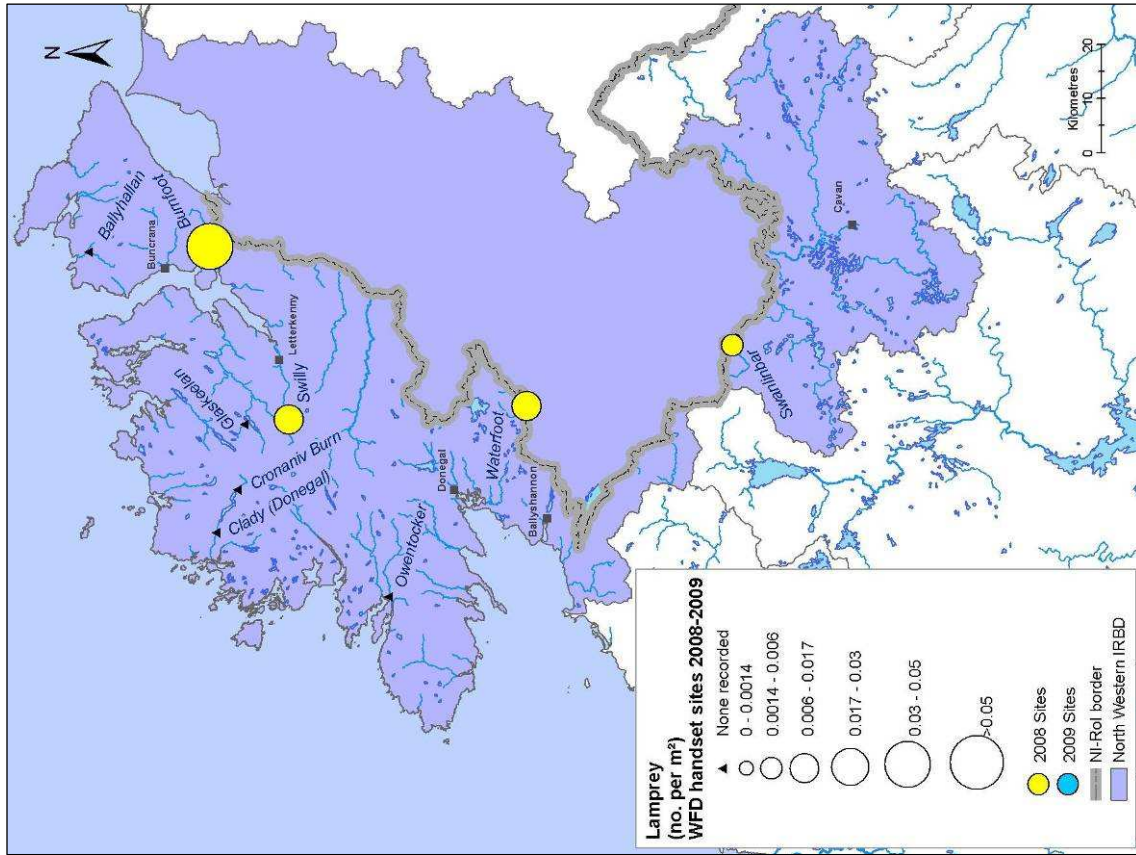 N
Ballyhallan
Burnfoot
Buncrana
Glaskeelan
Letterkenny
Swilly
Cronaniv Burn
Clady (Donegal)
Donegal
Waterfoot
Owentocker
Ballyshannon
Swanlinbar
Cavan
Lamprey
(no. per m²)
WFD handset sites 2008-2009
None recorded
0 - 0.0014
0.0014 - 0.006
0.006 - 0.017
0.017 - 0.03
0.03 - 0.05
>0.05
2008 Sites
2009 Sites
NI-RoI border
North Western IRBD
0 10 20
Kilometres